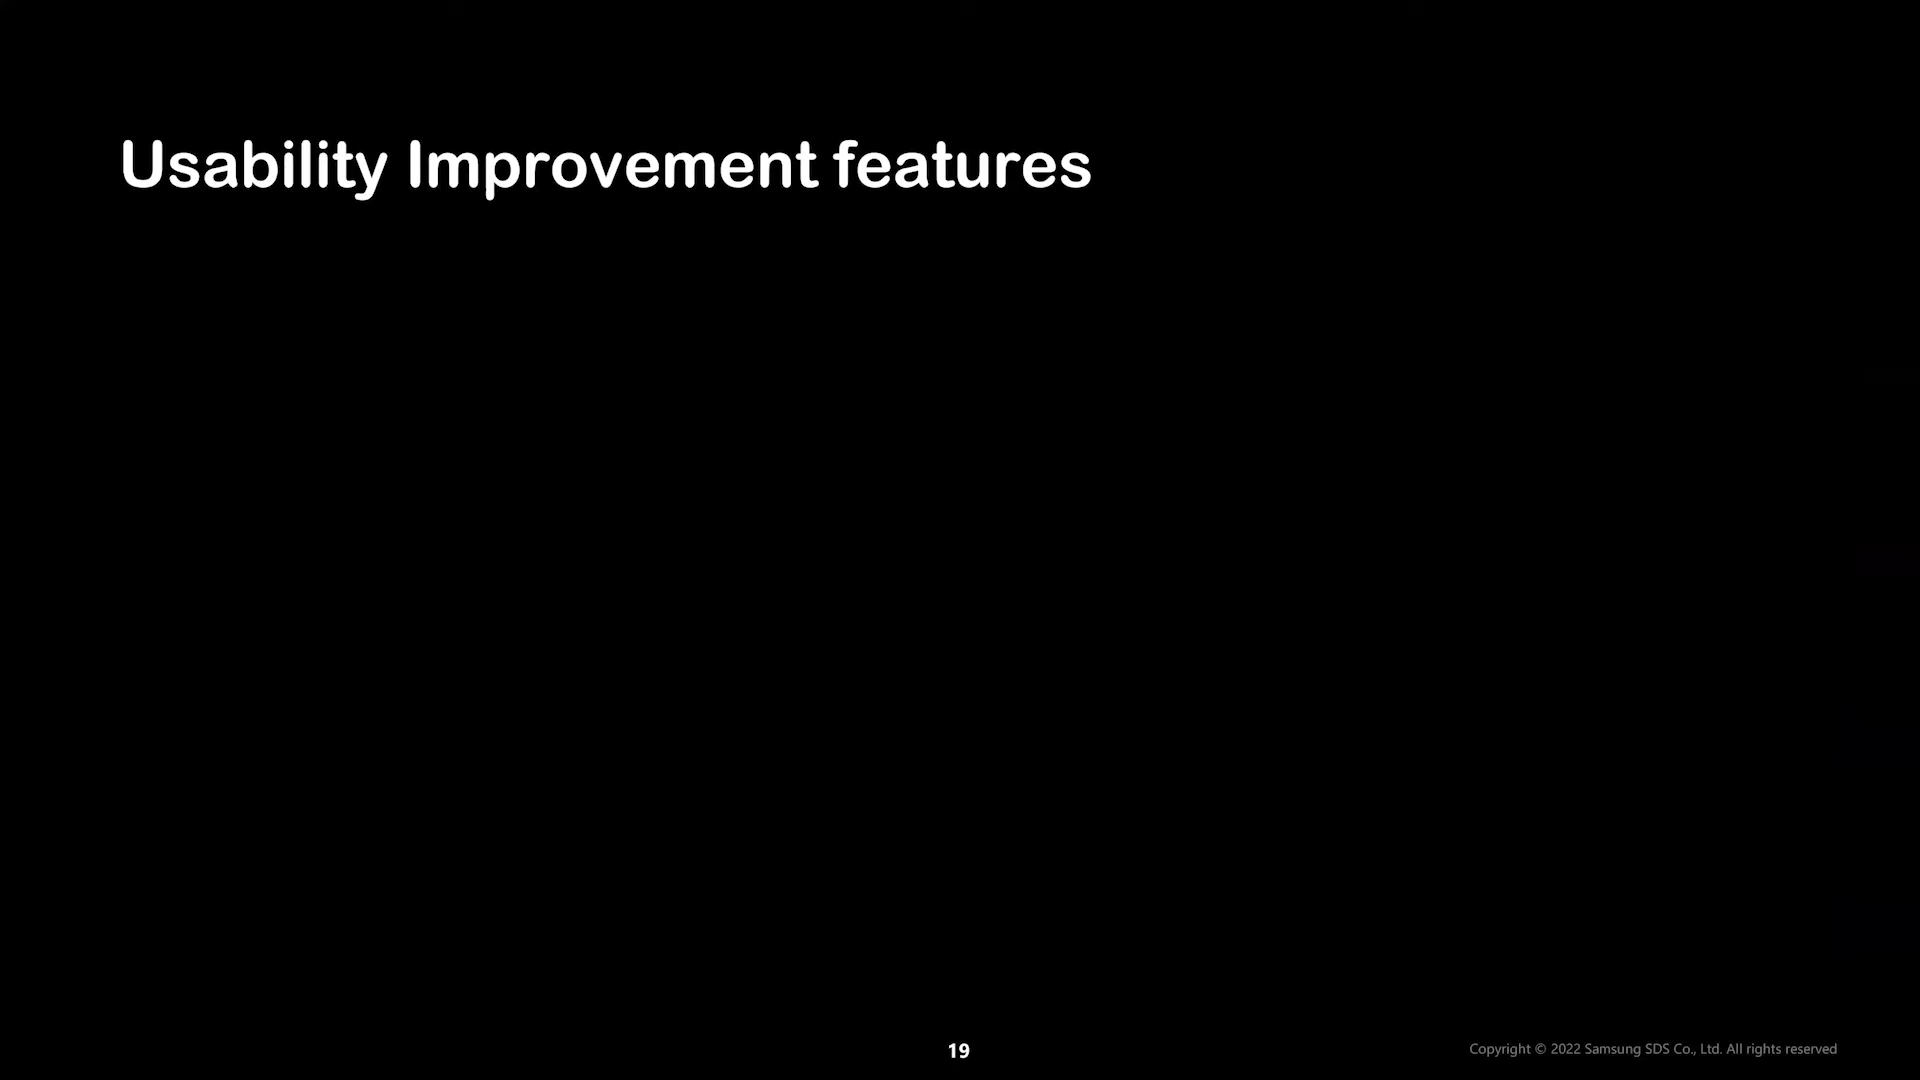 Usability Improvement features
19
Copyright © 2022 Samsung SDS Co., Ltd. All rights reserved